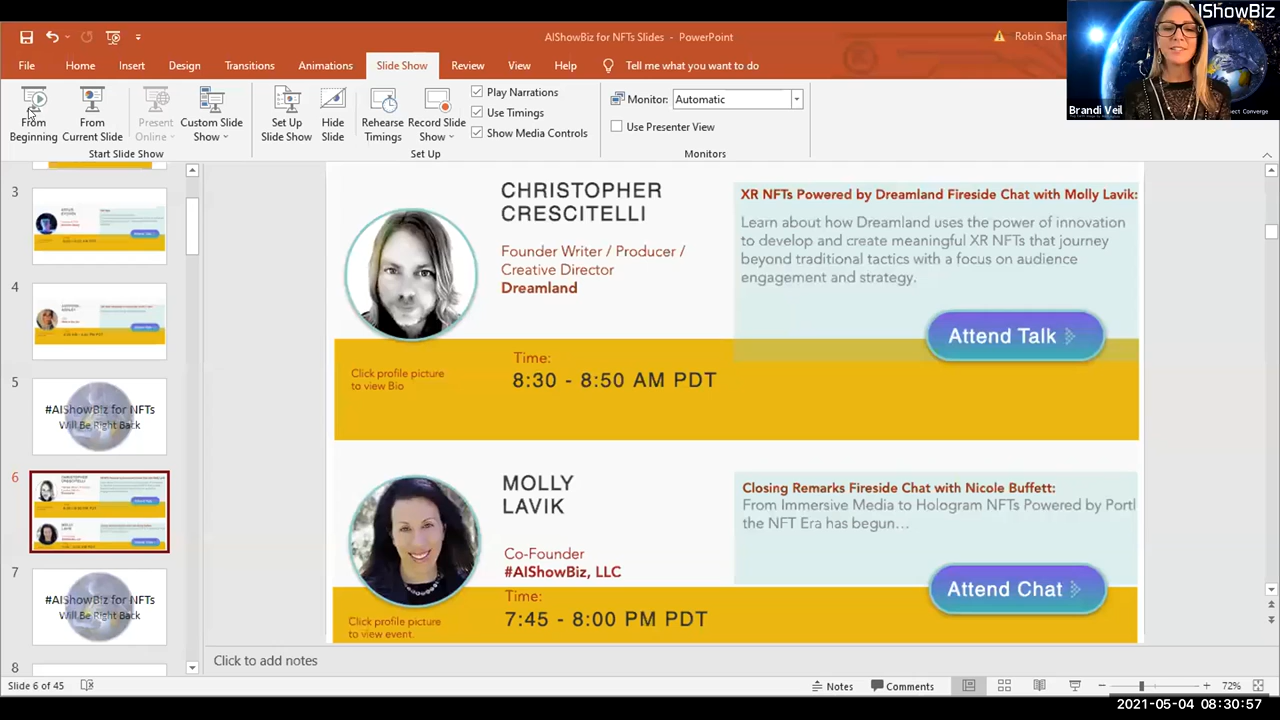 AIShowBiz for NFTs Slides - PowerPoint
Robin Shar
IShowBiz
File Home Insert Design Transitions Animations Slide Show Review View Help Tell me what you want to do
Brandi Veil
ject Converge
From
Beginning
From
Current Slide
Present
Online
Custom Slide
Show
Set Up
Slide Show
Hide
Slide
Rehearse
Timings
Record Slide
Show
Play Narrations
Use Timings
Show Media Controls
Monitor: Automatic
Use Presenter View
Start Slide Show
Set Up
Monitors
3
4
5
#AIShowBiz for NFTs
Will Be Right Back
6
7
#AIShowBiz for NFTs
Will Be Right Back
8
CHRISTOPHER
CRESCITELLI
Founder Writer / Producer /
Creative Director
Dreamland
XR NFTs Powered by Dreamland Fireside Chat with Molly Lavik:
Learn about how Dreamland uses the power of innovation
to develop and create meaningful XR NFTs that journey
beyond traditional tactics with a focus on audience
engagement and strategy.
Attend Talk
Click profile picture
to view Bio
Time:
8:30 - 8:50 AM PDT
MOLLY
LAVIK
Co-Founder
#AIShowBiz, LLC
Closing Remarks Fireside Chat with Nicole Buffett:
From Immersive Media to Hologram NFTs Powered by Portl
the NFT Era has begun...
Attend Chat
Click profile picture
to view event.
Time:
7:45 - 8:00 PM PDT
Click to add notes
Slide 6 of 45
Notes
Comments
72%
2021-05-04 08:30:57